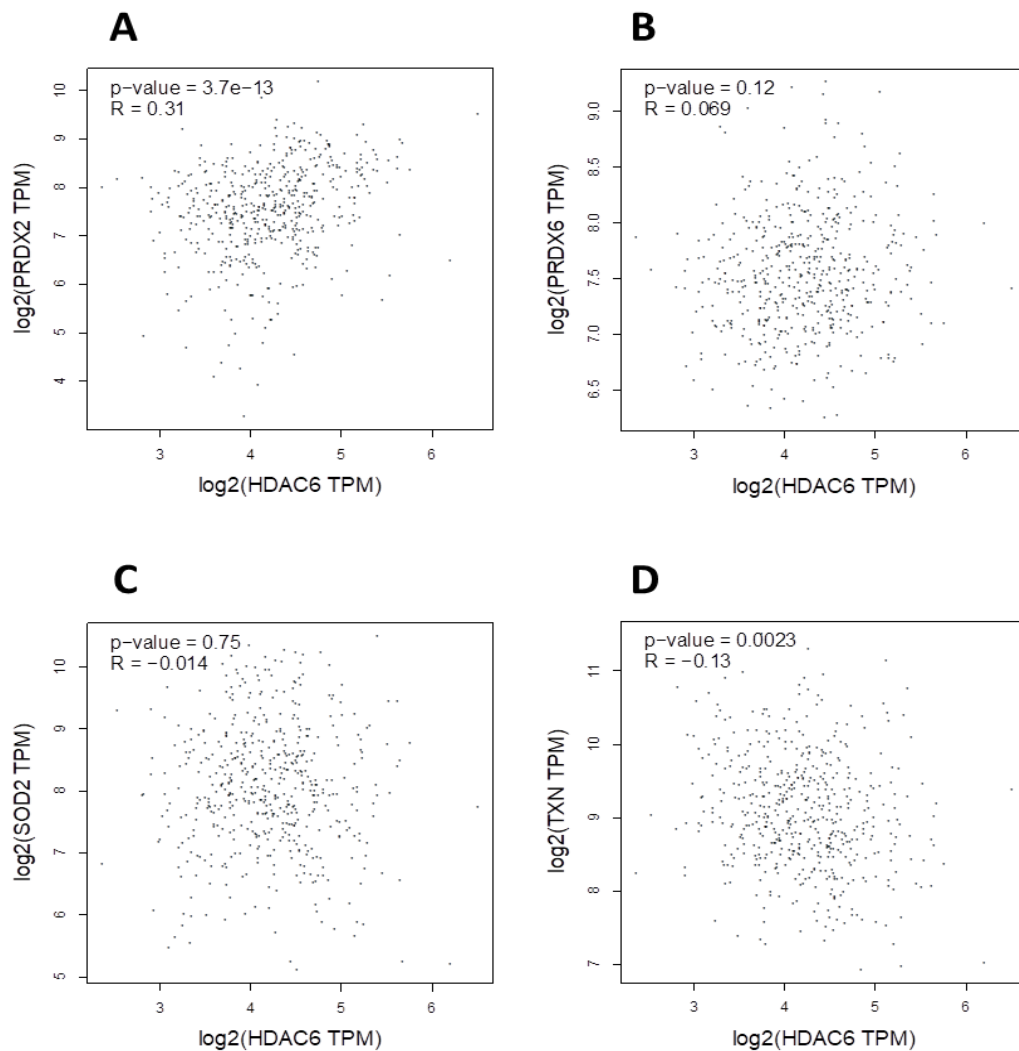 A
p−value = 3.7e−13
R = 0.31
log2(PRDX2 TPM)
10
9
8
7
6
5
4
3 4 5 6
log2(HDAC6 TPM)
B
p−value = 0.12
R = 0.069
log2(PRDX6 TPM)
9.0
8.5
8.0
7.5
7.0
6.5
3 4 5 6
log2(HDAC6 TPM)
C
p−value = 0.75
R = −0.014
log2(SOD2 TPM)
10
9
8
7
6
5
3 4 5 6
log2(HDAC6 TPM)
D
p−value = 0.0023
R = −0.13
log2(TXN TPM)
11
10
9
8
7
3 4 5 6
log2(HDAC6 TPM)